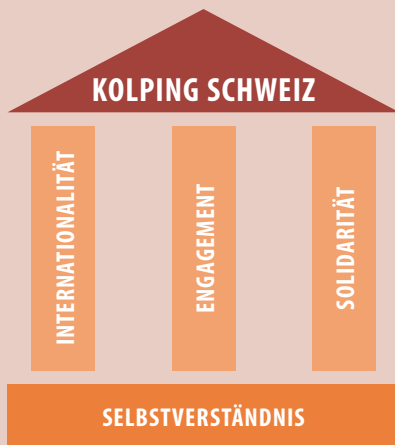 KOLPING SCHWEIZ
INTERNATIONALITÄT
ENGAGEMENT
SOLIDARITÄT
SELBSTVERSTÄNDNIS